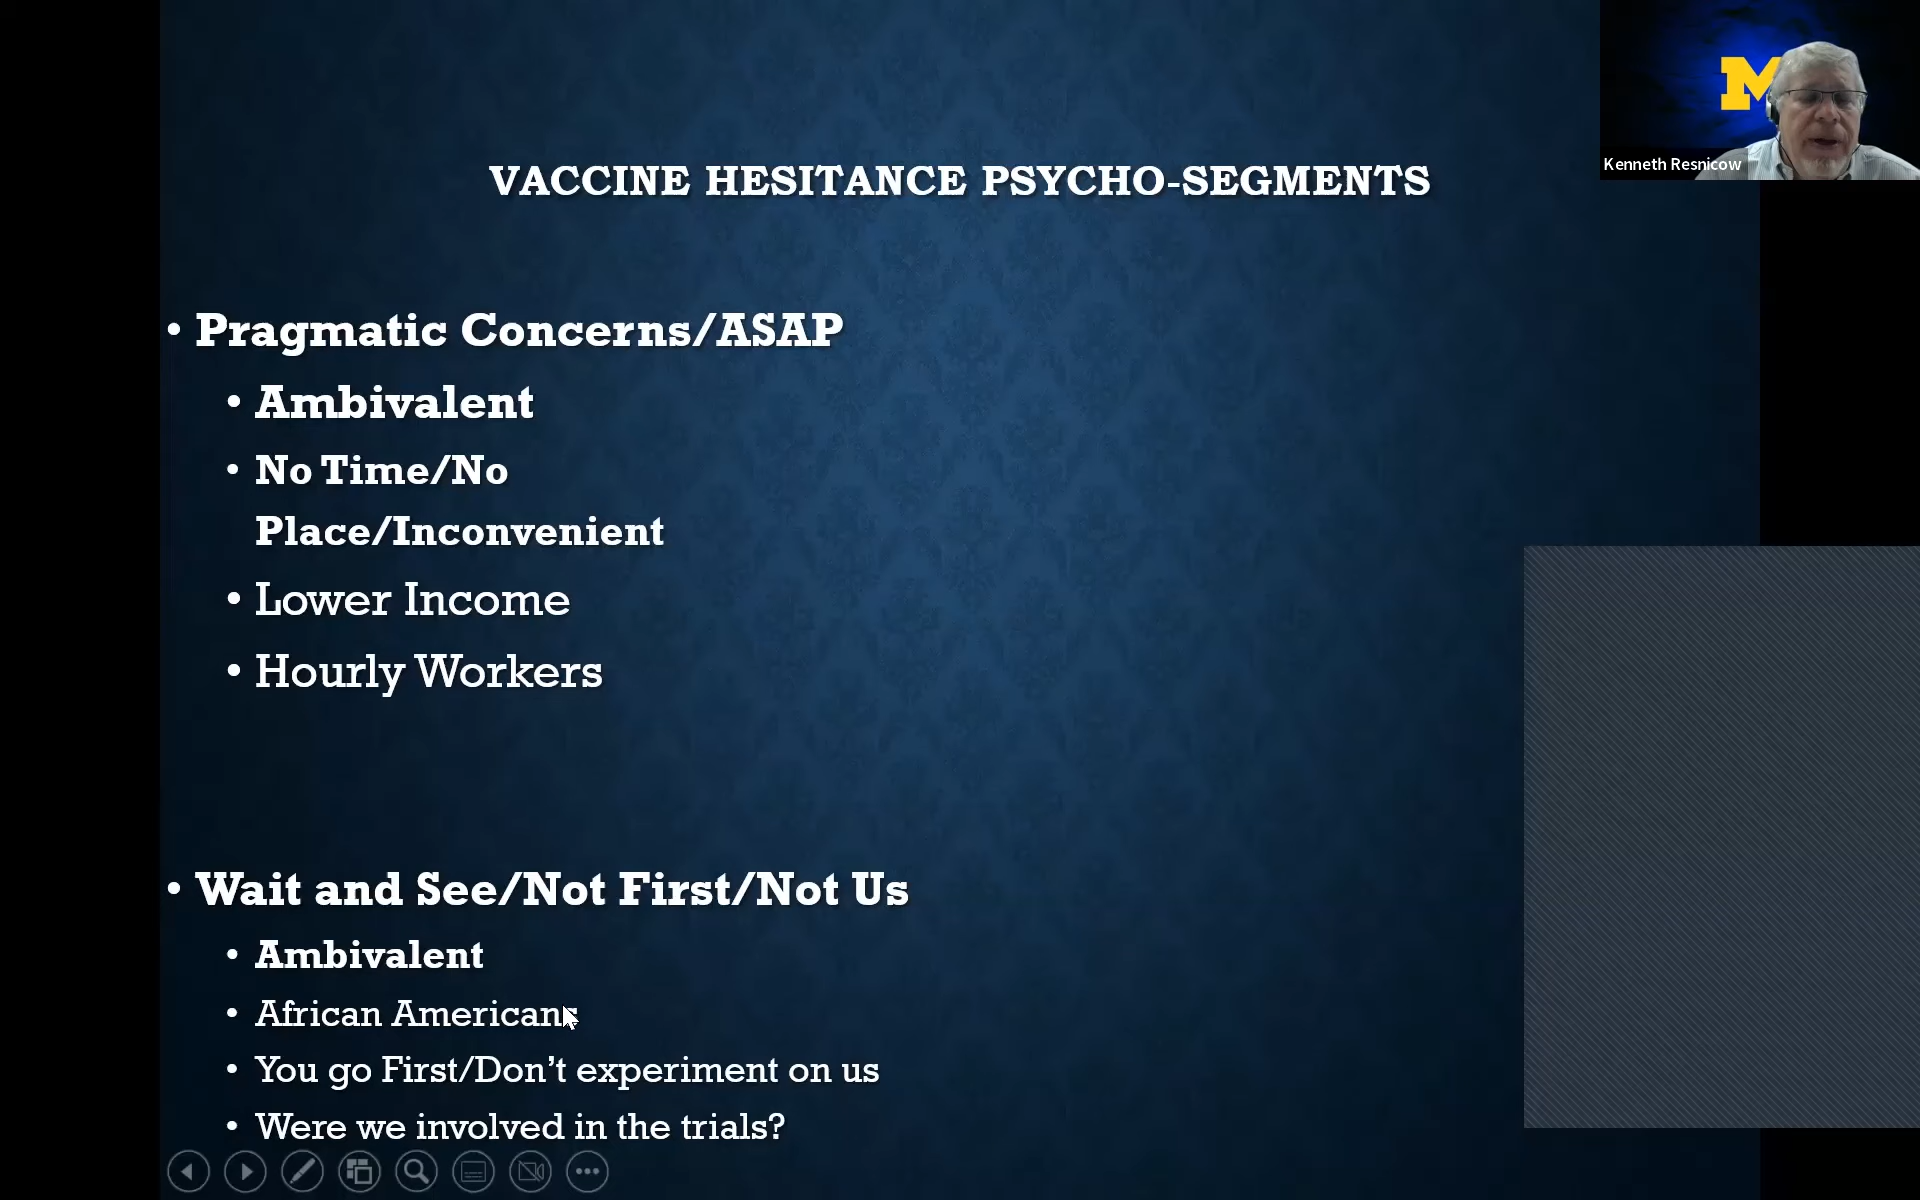 VACCINE HESITANCE PSYCHO-SEGMENTS
M
Kenneth Resnicow
• Pragmatic Concerns/ASAP
• Ambivalent
• No Time/No
Place/Inconvenient
• Lower Income
• Hourly Workers
• Wait and See/Not First/Not Us
• Ambivalent
• African Americans
• You go First/Don’t experiment on us
• Were we involved in the trials?